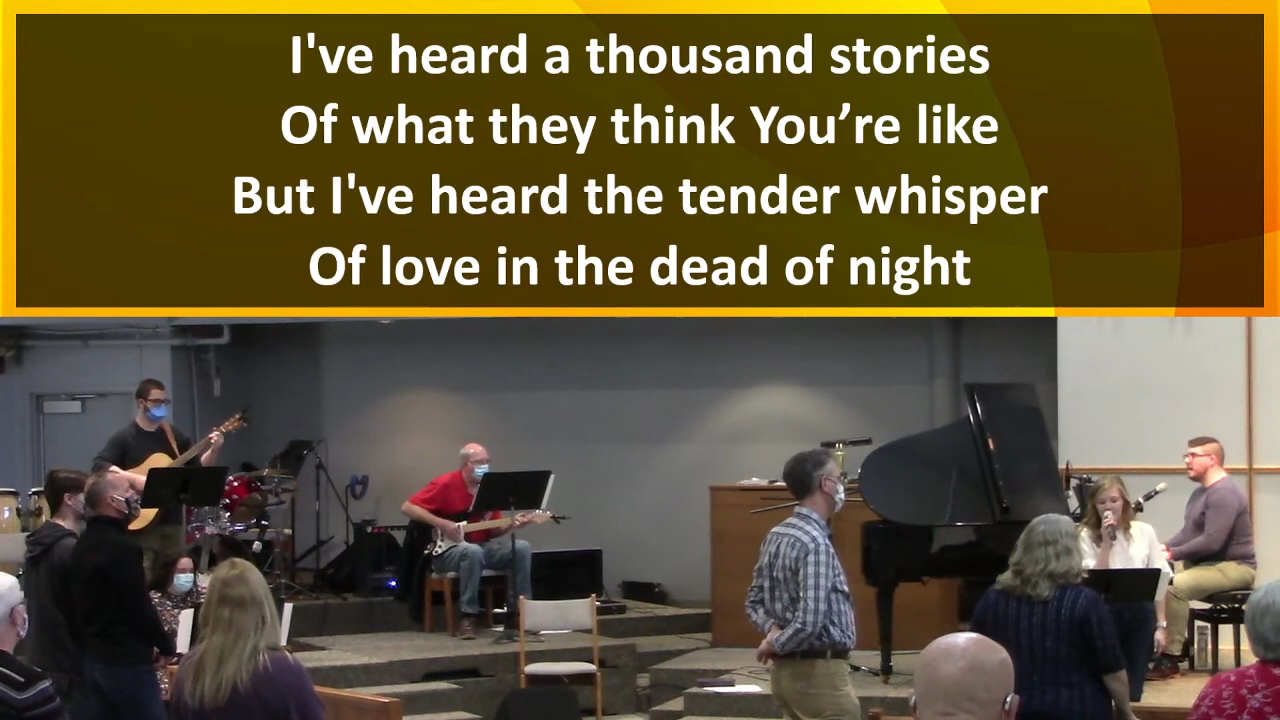 I've heard a thousand stories
Of what they think You’re like
But I've heard the tender whisper
Of love in the dead of night